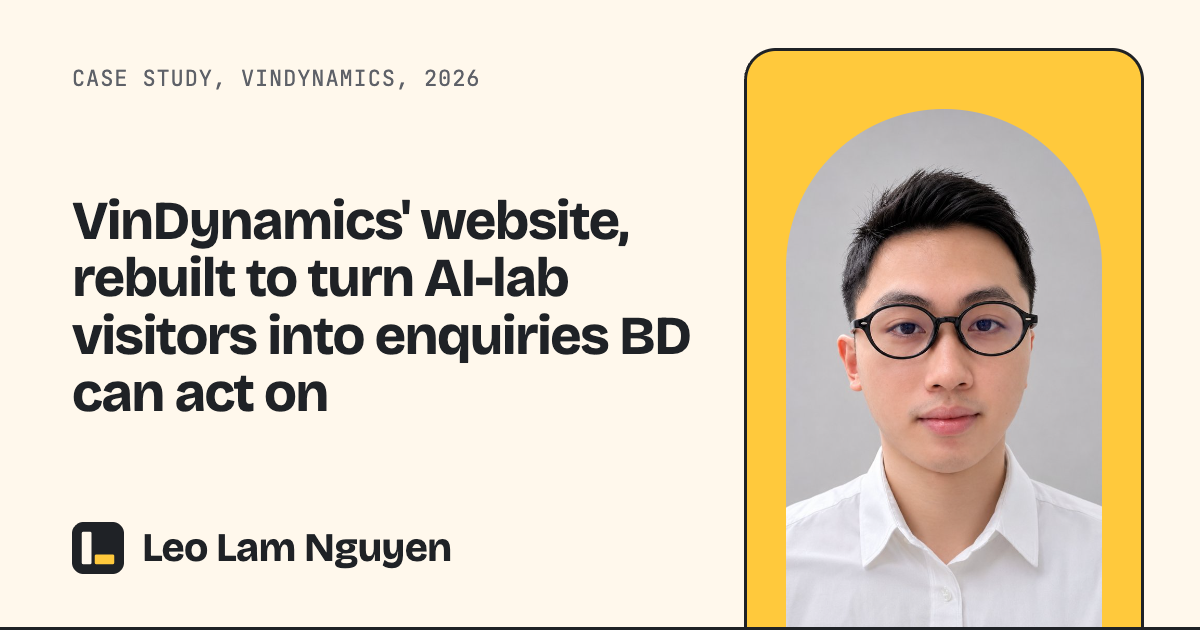 CASE STUDY, VINDYNAMICS, 2026
VinDynamics' website,
rebuilt to turn AI-lab
visitors into enquiries BD
can act on
Leo Lam Nguyen